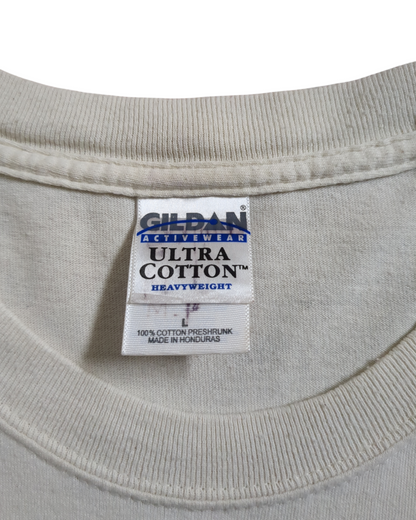 GILDAN®
ACTIVEWEAR
ULTRA
COTTON™
HEAVYWEIGHT
L
100% COTTON PRESHRUNK
MADE IN HONDURAS